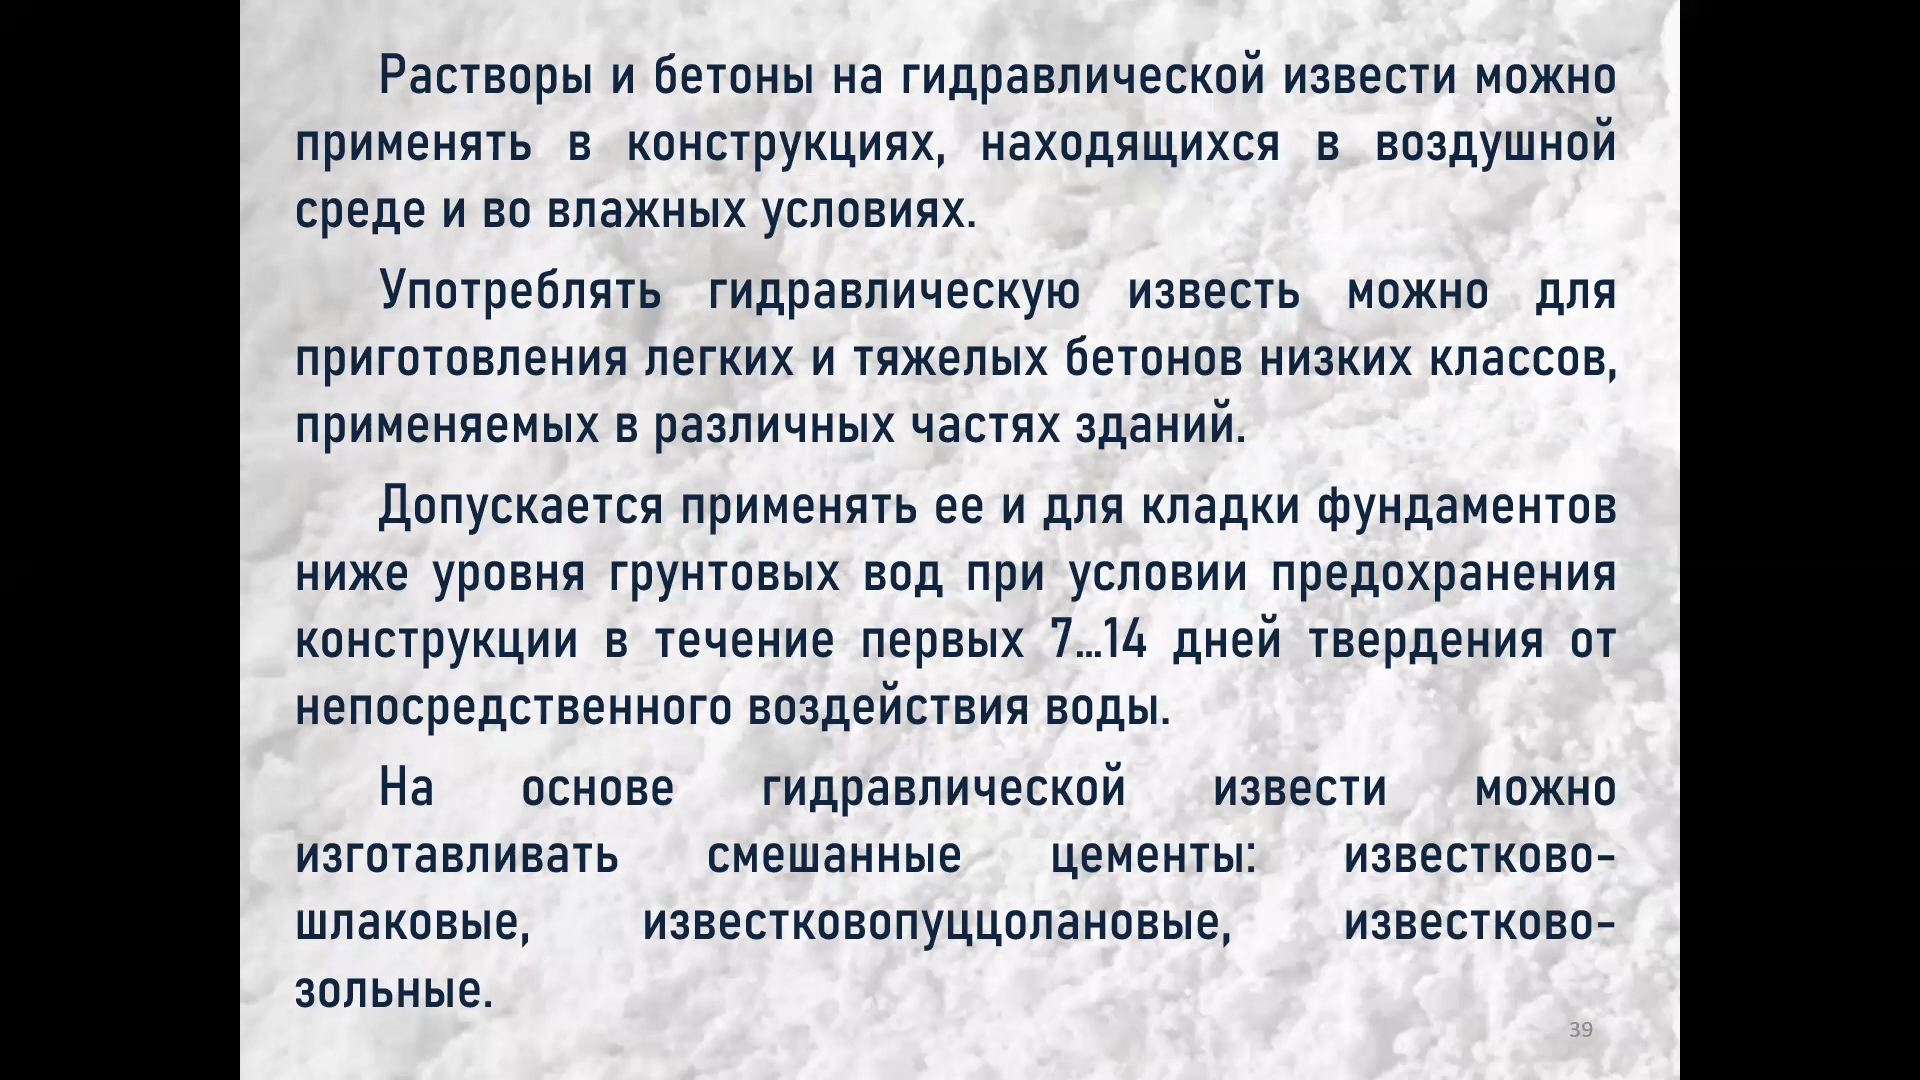 Растворы и бетоны на гидравлической извести можно
применять в конструкциях, находящихся в воздушной
среде и во влажных условиях.
Употреблять гидравлическую известь можно для
приготовления легких и тяжелых бетонов низких классов,
применяемых в различных частях зданий.
Допускается применять ее и для кладки фундаментов
ниже уровня грунтовых вод при условии предохранения
конструкции в течение первых 7…14 дней твердения от
непосредственного воздействия воды.
На основе гидравлической извести можно
изготавливать смешанные цементы: известково-
шлаковые, известковопуццолановые, известково-
зольные.
39